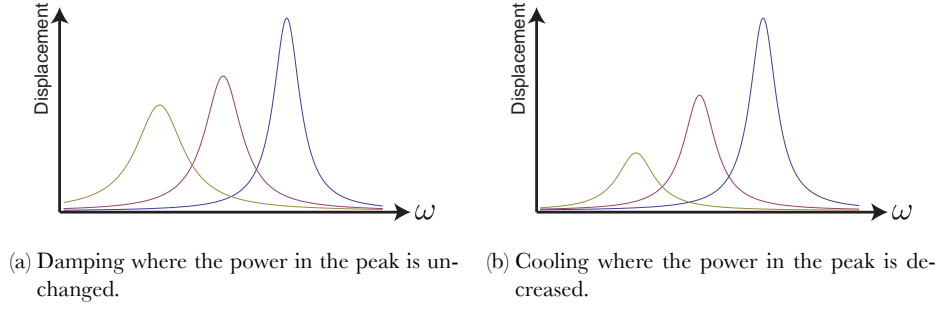 Displacement
ω
Displacement
ω
(a) Damping where the power in the peak is un-
changed.
(b) Cooling where the power in the peak is de-
creased.